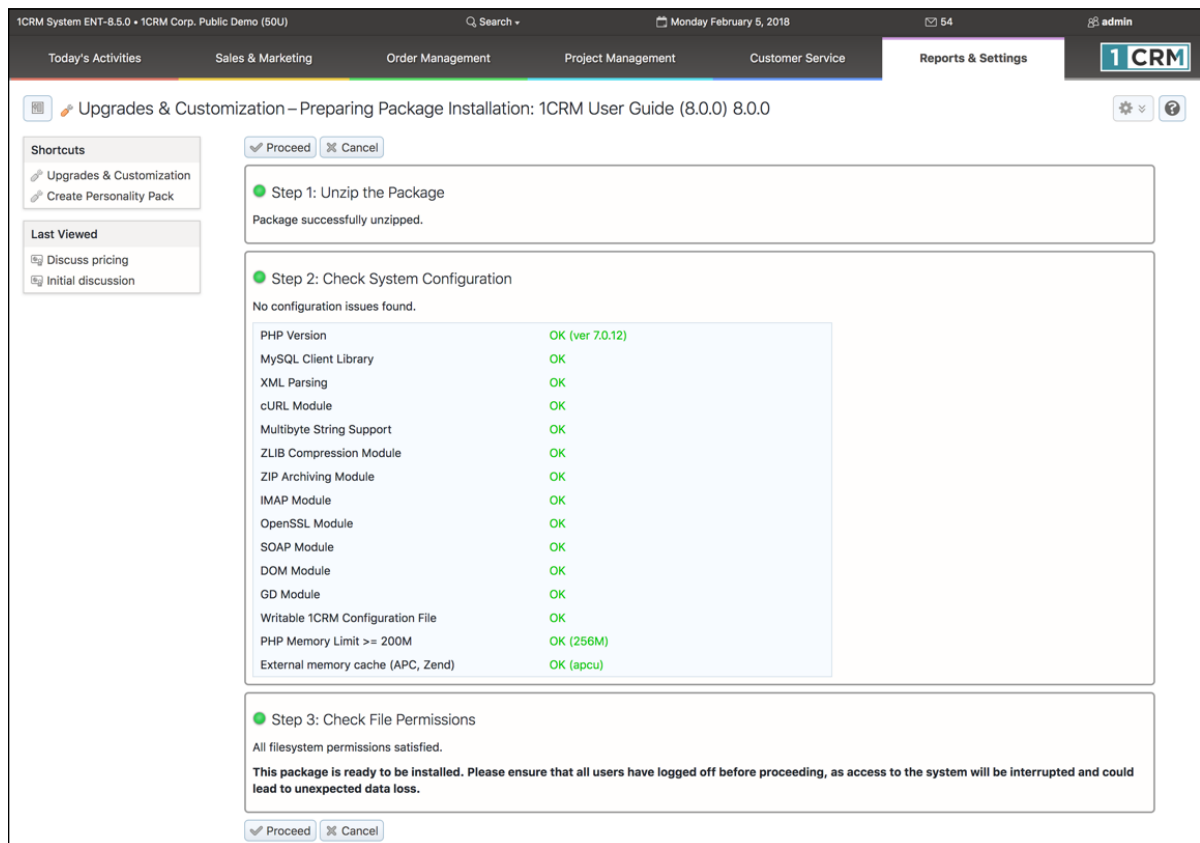 1CRM System ENT-8.5.0 • 1CRM Corp. Public Demo (50U) Search Monday February 5, 2018 54 admin
Today's Activities Sales & Marketing Order Management Project Management Customer Service Reports & Settings 1 CRM
Upgrades & Customization – Preparing Package Installation: 1CRM User Guide (8.0.0) 8.0.0
Shortcuts
Upgrades & Customization
Create Personality Pack
Last Viewed
Discuss pricing
Initial discussion
Proceed Cancel
Step 1: Unzip the Package
Package successfully unzipped.
Step 2: Check System Configuration
No configuration issues found.
PHP Version OK (ver 7.0.12)
MySQL Client Library OK
XML Parsing OK
cURL Module OK
Multibyte String Support OK
ZLIB Compression Module OK
ZIP Archiving Module OK
IMAP Module OK
OpenSSL Module OK
SOAP Module OK
DOM Module OK
GD Module OK
Writable 1CRM Configuration File OK
PHP Memory Limit >= 200M OK (256M)
External memory cache (APC, Zend) OK (apcu)
Step 3: Check File Permissions
All filesystem permissions satisfied.
This package is ready to be installed. Please ensure that all users have logged off before proceeding, as access to the system will be interrupted and could
lead to unexpected data loss.
Proceed Cancel